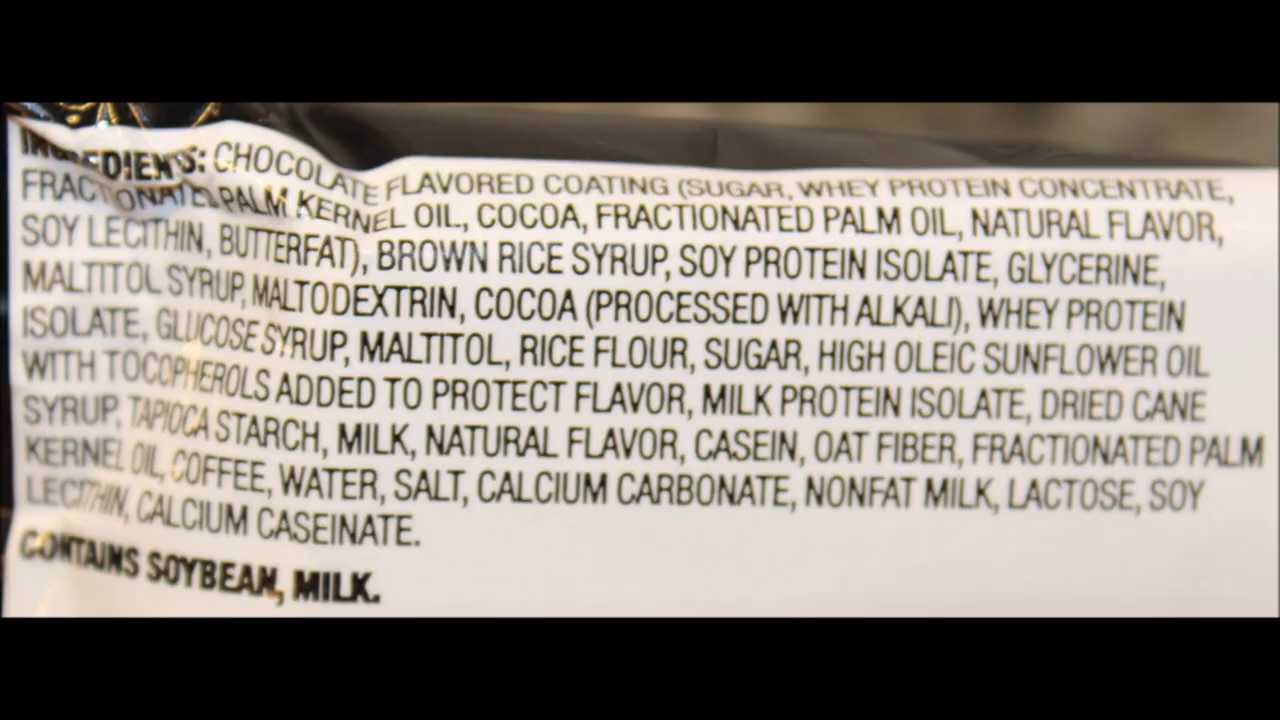 INGREDIENTS: CHOCOLATE FLAVORED COATING (SUGAR, WHEY PROTEIN CONCENTRATE,
FRACTIONATED PALM KERNEL OIL, COCOA, FRACTIONATED PALM OIL, NATURAL FLAVOR,
SOY LECITHIN, BUTTERFAT), BROWN RICE SYRUP, SOY PROTEIN ISOLATE, GLYCERINE,
MALTITOL SYRUP, MALTODEXTRIN, COCOA (PROCESSED WITH ALKALI), WHEY PROTEIN
ISOLATE, GLUCOSE SYRUP, MALTITOL, RICE FLOUR, SUGAR, HIGH OLEIC SUNFLOWER OIL
WITH TOCOPHEROLS ADDED TO PROTECT FLAVOR, MILK PROTEIN ISOLATE, DRIED CANE
SYRUP, TAPIOCA STARCH, MILK, NATURAL FLAVOR, CASEIN, OAT FIBER, FRACTIONATED PALM
KERNEL OIL, COFFEE, WATER, SALT, CALCIUM CARBONATE, NONFAT MILK, LACTOSE, SOY
LECITHIN, CALCIUM CASEINATE.
CONTAINS SOYBEAN, MILK.